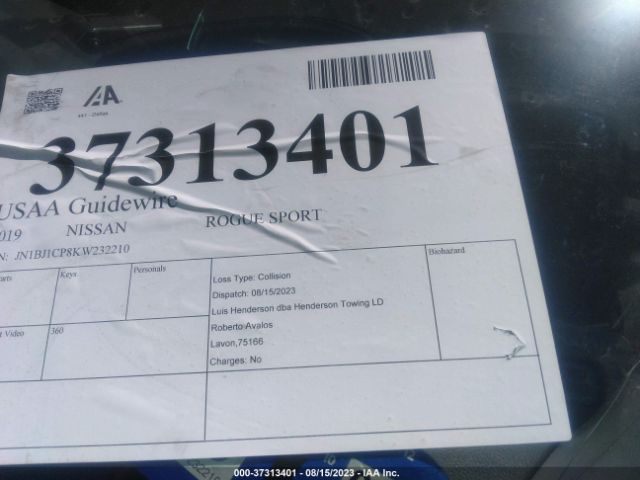 IAA
37313401
USAA Guidewire
019 NISSAN ROGUE SPORT
N: JN1BJ1CP8KW232210
arts Keys Personals
Loss Type: Collision
Biohazard
Dispatch: 08/15/2023
Luis Henderson dba Henderson Towing LD
t Video 360
Roberto Avalos
Lavon,75166
Charges: No
000-37313401 - 08/15/2023 - IAA Inc.